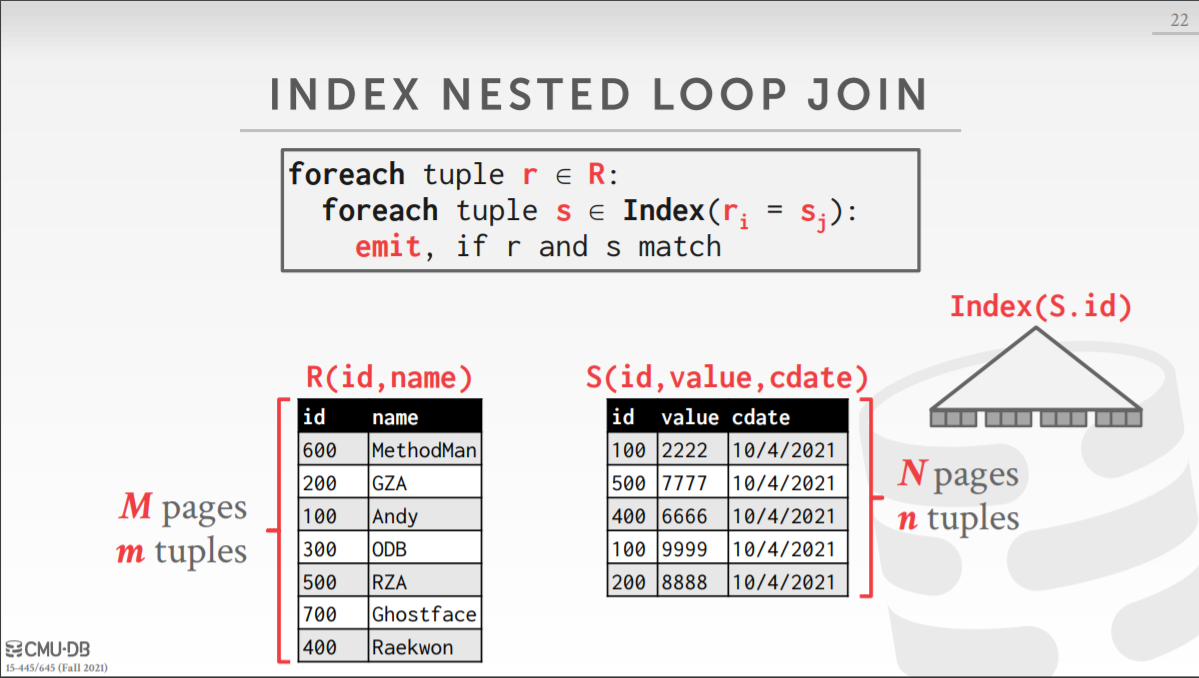 22
INDEX NESTED LOOP JOIN
foreach tuple r ∈ R:
foreach tuple s ∈ Index(ri = sj):
emit, if r and s match
Index(S.id)
R(id,name)
id name
600 MethodMan
200 GZA
100 Andy
300 ODB
500 RZA
700 Ghostface
400 Raekwon
M pages
m tuples
S(id,value,cdate)
id value cdate
100 2222 10/4/2021
500 7777 10/4/2021
400 6666 10/4/2021
100 9999 10/4/2021
200 8888 10/4/2021
N pages
n tuples
CMU·DB
15-445/645 (Fall 2021)